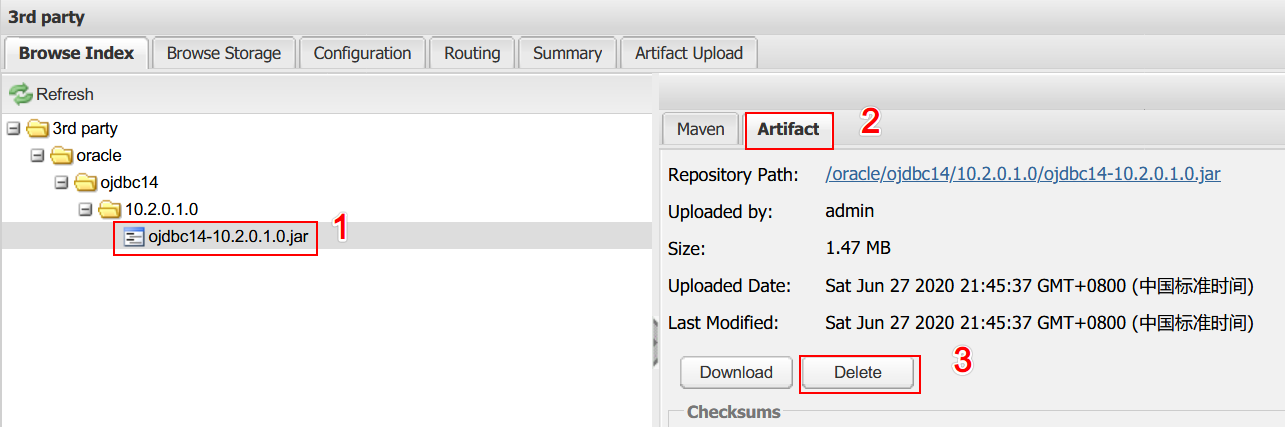 3rd party
Browse Index Browse Storage Configuration Routing Summary Artifact Upload
Refresh
3rd party
oracle
ojdbc14
10.2.0.1.0
ojdbc14-10.2.0.1.0.jar 1
Maven Artifact 2
Repository Path: /oracle/ojdbc14/10.2.0.1.0/ojdbc14-10.2.0.1.0.jar
Uploaded by: admin
Size: 1.47 MB
Uploaded Date: Sat Jun 27 2020 21:45:37 GMT+0800 (中国标准时间)
Last Modified: Sat Jun 27 2020 21:45:37 GMT+0800 (中国标准时间)
Download Delete 3
Checksums